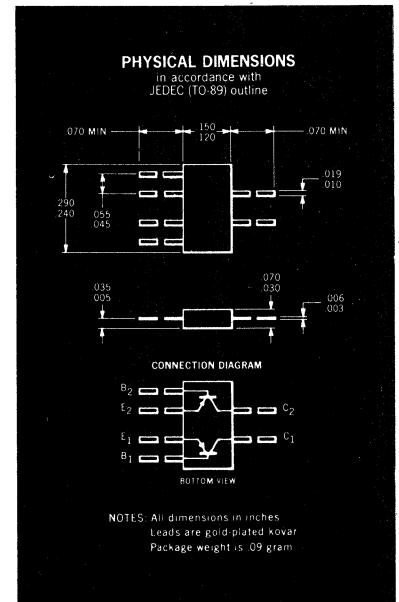 PHYSICAL DIMENSIONS
in accordance with
JEDEC (TO-89) outline
.070 MIN
.150
.120
.070 MIN
.019
.010
.290
.240
.055
.045
.035
.005
.070
.030
.006
.003
CONNECTION DIAGRAM
B2
E2
C2
E1
C1
B1
BOTTOM VIEW
NOTES: All dimensions in inches
Leads are gold-plated kovar
Package weight is .09 gram